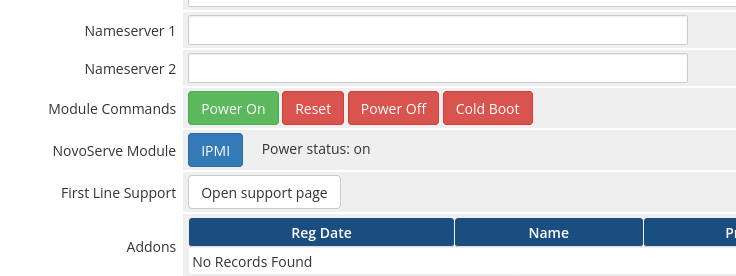 Nameserver 1
Nameserver 2
Module Commands Power On Reset Power Off Cold Boot
NovoServe Module IPMI Power status: on
First Line Support Open support page
Addons Reg Date Name
No Records Found